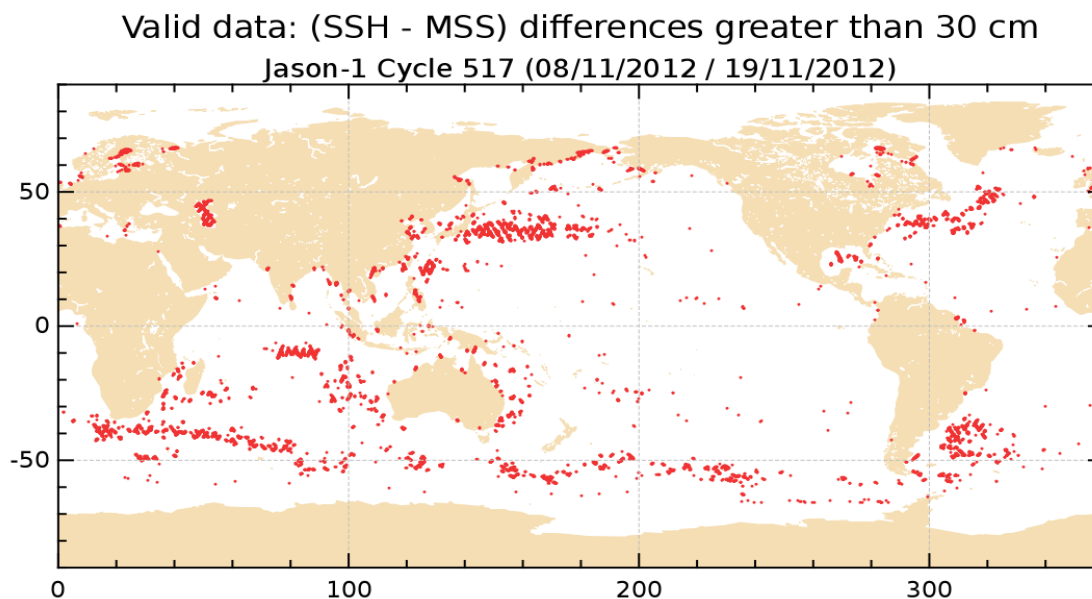 Valid data: (SSH - MSS) differences greater than 30 cm
Jason-1 Cycle 517 (08/11/2012 / 19/11/2012)
50
0
-50
0 100 200 300